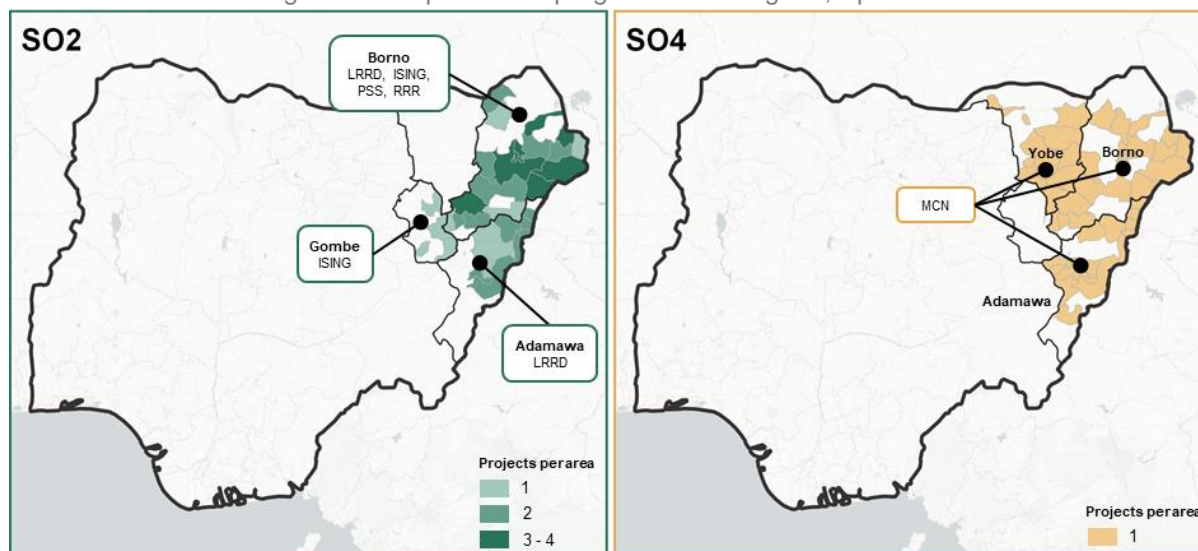 SO2
Borno
LRRD, ISING,
PSS, RRR
Gombe
ISING
Adamawa
LRRD
Projects per area
1
2
3 - 4
SO4
Yobe
Borno
MCN
Adamawa
Projects per area
1